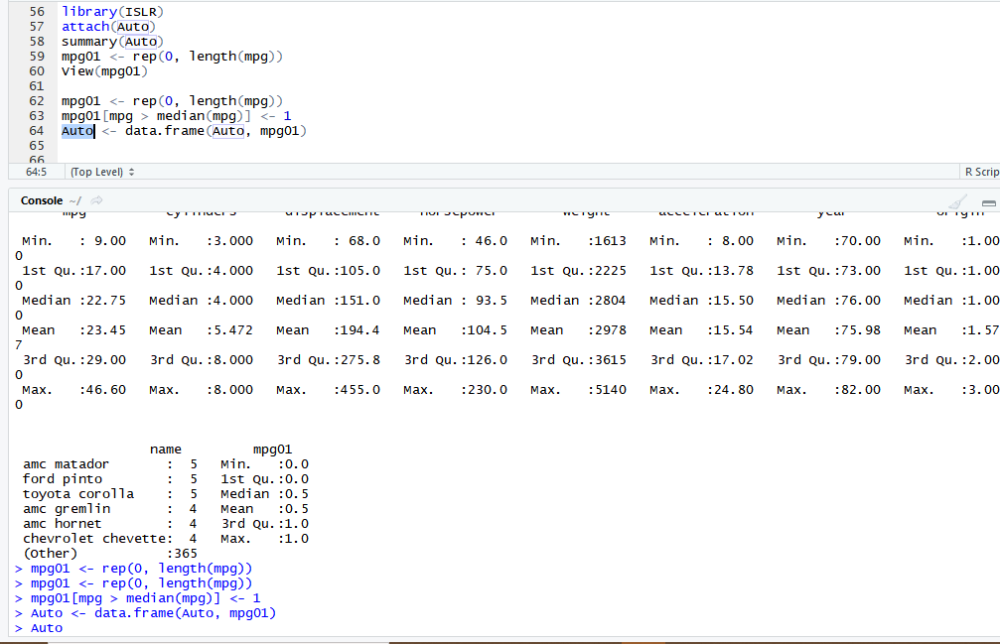 56 library(ISLR)
57 attach(Auto)
58 summary(Auto)
59 mpg01 <- rep(0, length(mpg))
60 View(mpg01)
61
62 mpg01 <- rep(0, length(mpg))
63 mpg01[mpg > median(mpg)] <- 1
64 Auto <- data.frame(Auto, mpg01)
65
66
64:5 (Top Level) R Scrip
Console ~/
mpg cylinders displacement horsepower weight acceleration year origin
Min. : 9.00 Min. :3.000 Min. : 68.0 Min. : 46.0 Min. :1613 Min. : 8.00 Min. :70.00 Min. :1.00
0
1st Qu.:17.00 1st Qu.:4.000 1st Qu.:105.0 1st Qu.: 75.0 1st Qu.:2225 1st Qu.:13.78 1st Qu.:73.00 1st Qu.:1.00
0
Median :22.75 Median :4.000 Median :151.0 Median : 93.5 Median :2804 Median :15.50 Median :76.00 Median :1.00
0
Mean :23.45 Mean :5.472 Mean :194.4 Mean :104.5 Mean :2978 Mean :15.54 Mean :75.98 Mean :1.57
7
3rd Qu.:29.00 3rd Qu.:8.000 3rd Qu.:275.8 3rd Qu.:126.0 3rd Qu.:3615 3rd Qu.:17.02 3rd Qu.:79.00 3rd Qu.:2.00
0
Max. :46.60 Max. :8.000 Max. :455.0 Max. :230.0 Max. :5140 Max. :24.80 Max. :82.00 Max. :3.00
0
name mpg01
amc matador : 5 Min. :0.0
ford pinto : 5 1st Qu.:0.0
toyota corolla : 5 Median :0.5
amc gremlin : 4 Mean :0.5
amc hornet : 4 3rd Qu.:1.0
chevrolet chevette: 4 Max. :1.0
(Other) :365
> mpg01 <- rep(0, length(mpg))
> mpg01 <- rep(0, length(mpg))
> mpg01[mpg > median(mpg)] <- 1
> Auto <- data.frame(Auto, mpg01)
> Auto